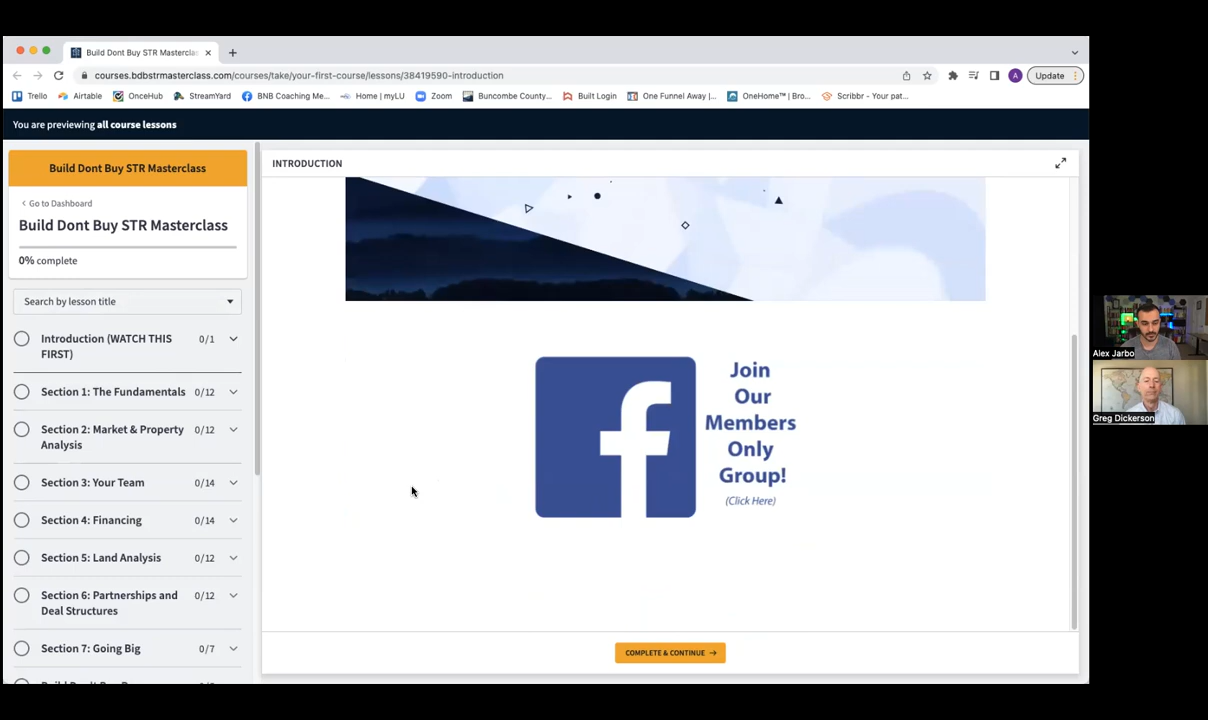 Build Dont Buy STR Masterclas
courses.bdbstrmasterclass.com/courses/take/your-first-course/lessons/38419590-introduction
A
Update
Trello
Airtable
OnceHub
StreamYard
BNB Coaching Me...
Home | myLU
Zoom
Buncombe County...
Built Login
One Funnel Away |...
OneHome™ | Bro...
Scribbr - Your pat...
You are previewing all course lessons
Build Dont Buy STR Masterclass
INTRODUCTION
Go to Dashboard
Build Dont Buy STR Masterclass
0% complete
Search by lesson title
Introduction (WATCH THIS
FIRST)
0/1
Section 1: The Fundamentals
0/12
Section 2: Market & Property
Analysis
0/12
Section 3: Your Team
0/14
Section 4: Financing
0/14
Section 5: Land Analysis
0/12
Section 6: Partnerships and
Deal Structures
0/12
Section 7: Going Big
0/7
Join
Our
Members
Only
Group!
(Click Here)
COMPLETE & CONTINUE
Alex Jarbo
Greg Dickerson